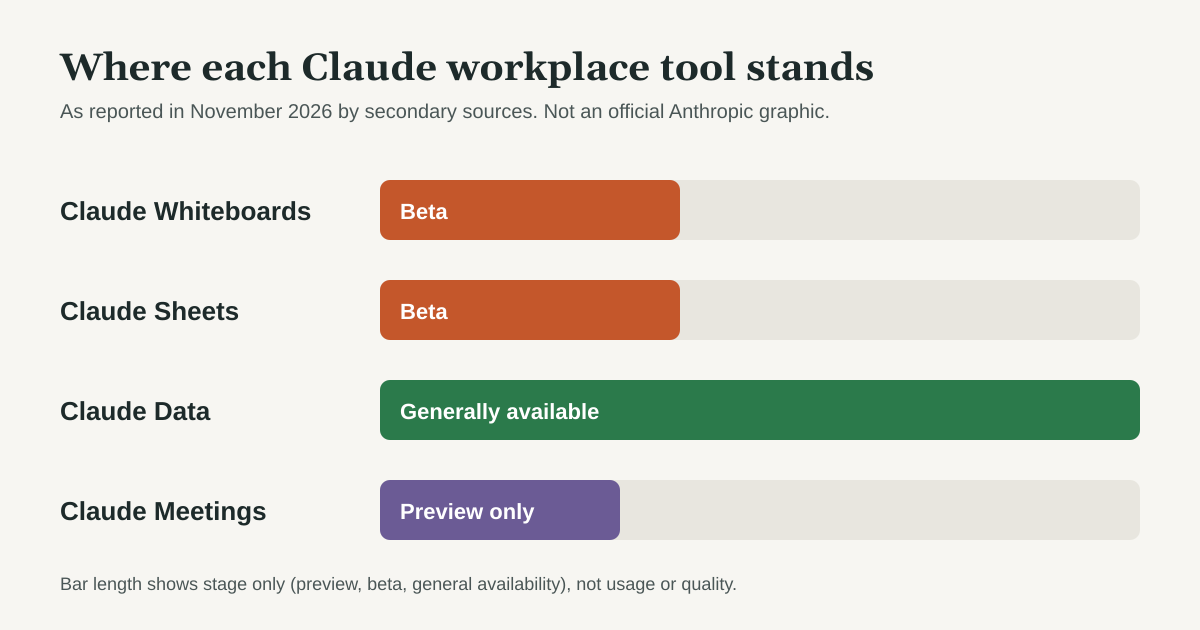 Where each Claude workplace tool stands
As reported in November 2026 by secondary sources. Not an official Anthropic graphic.
Claude Whiteboards
Beta
Claude Sheets
Beta
Claude Data
Generally available
Claude Meetings
Preview only
Bar length shows stage only (preview, beta, general availability), not usage or quality.